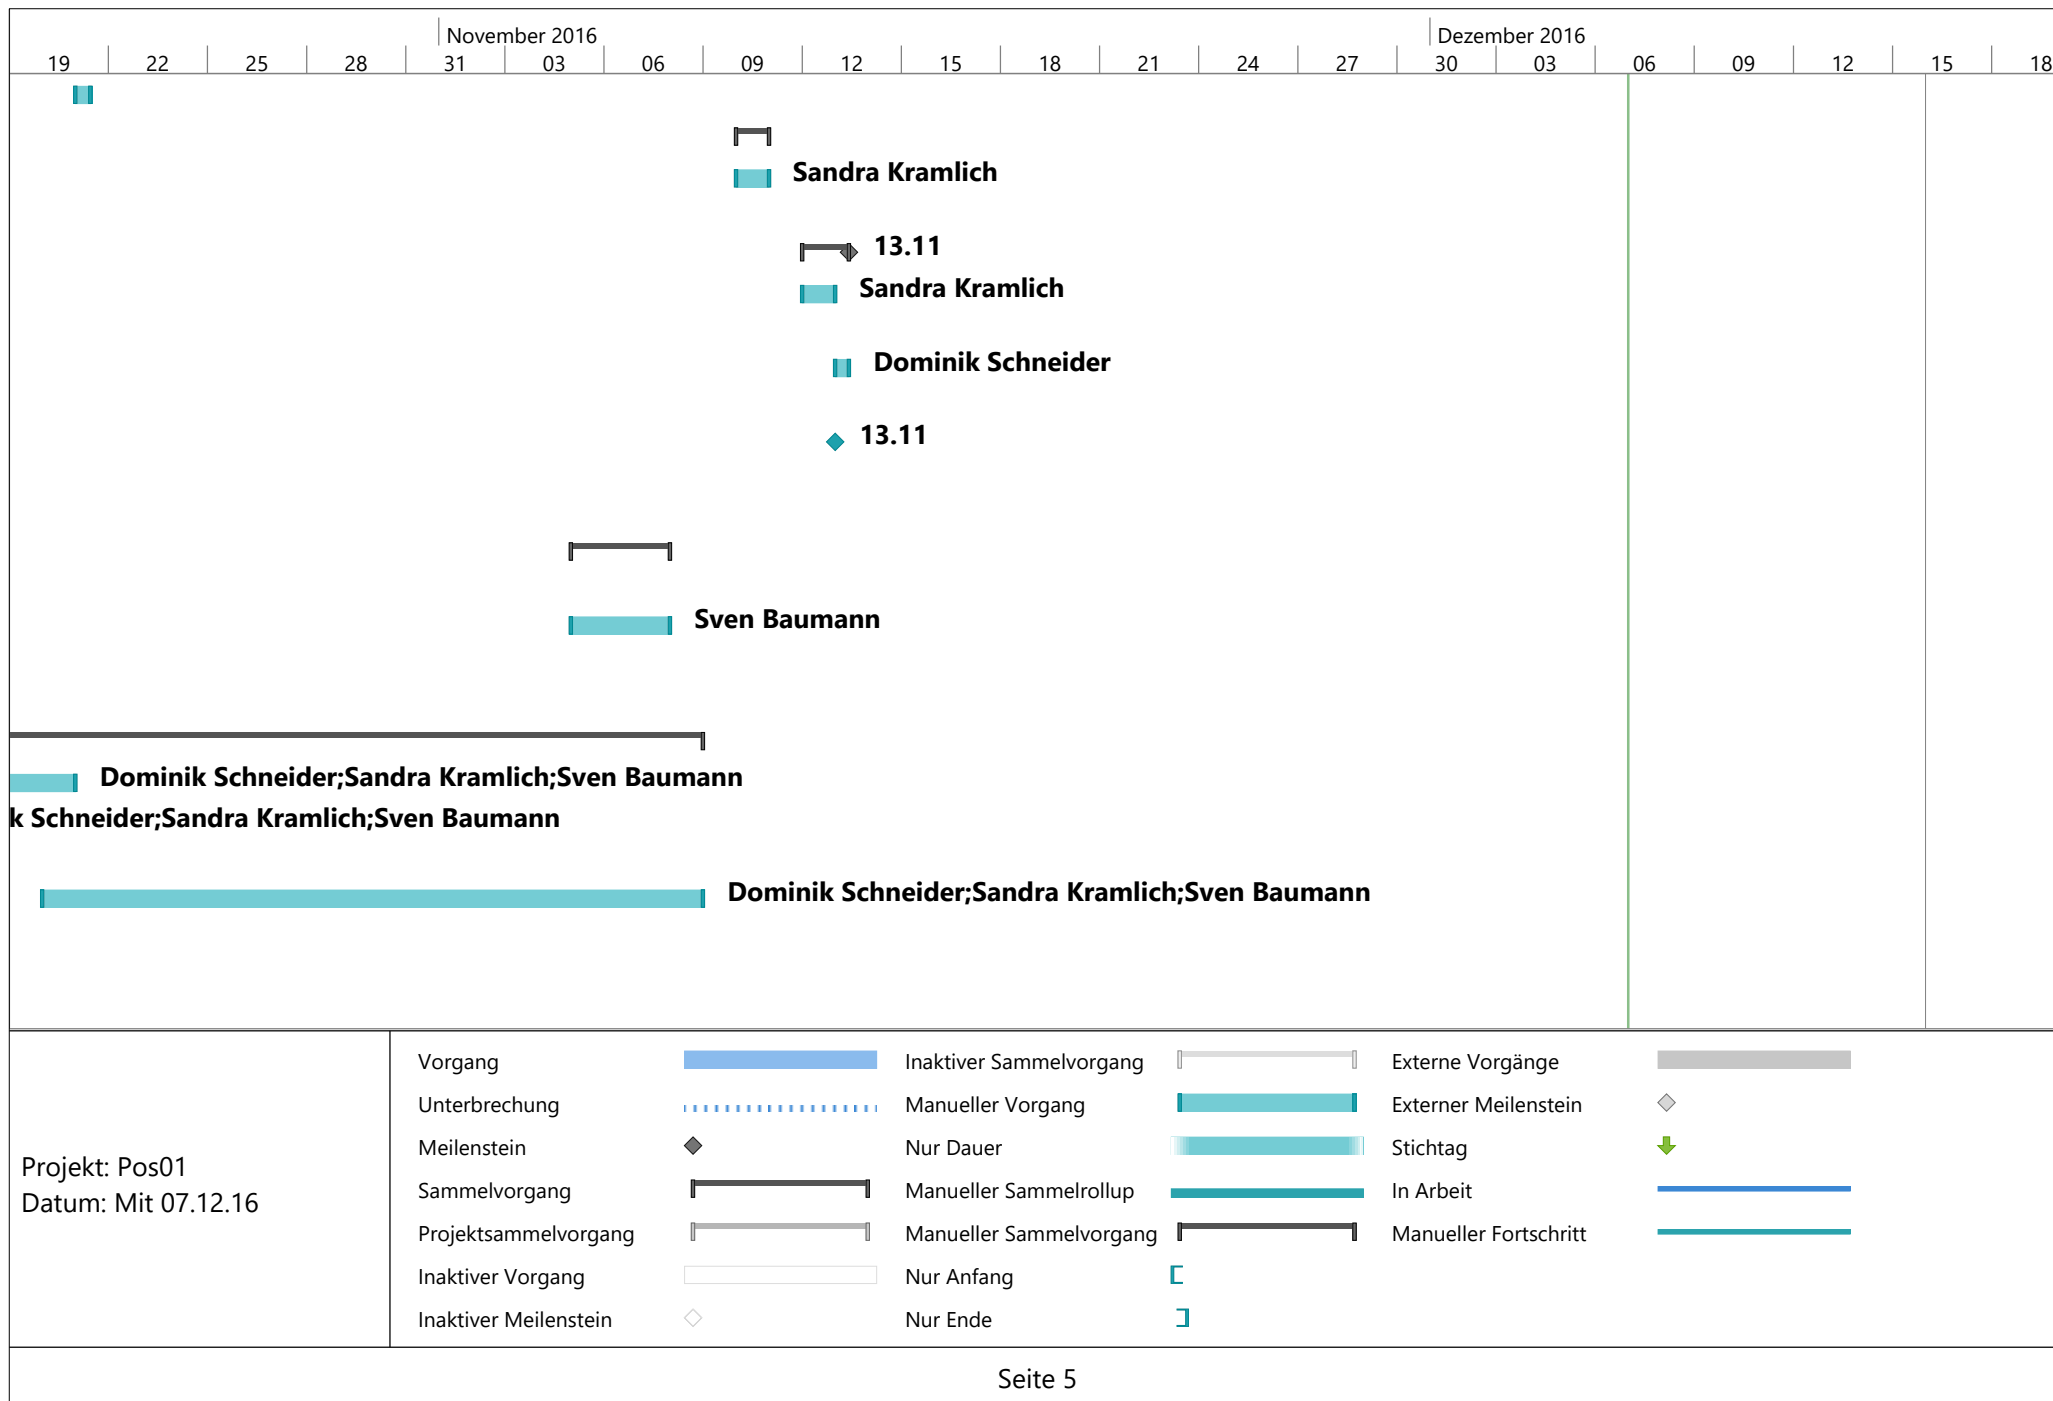 November 2016 Dezember 2016
19 22 25 28 31 03 06 09 12 15 18 21 24 27 30 03 06 09 12 15 18
Sandra Kramlich
13.11
Sandra Kramlich
Dominik Schneider
13.11
Sven Baumann
Dominik Schneider;Sandra Kramlich;Sven Baumann
k Schneider;Sandra Kramlich;Sven Baumann
Dominik Schneider;Sandra Kramlich;Sven Baumann
Projekt: Pos01
Datum: Mit 07.12.16
Vorgang
Unterbrechung
Meilenstein
Sammelvorgang
Projektsammelvorgang
Inaktiver Vorgang
Inaktiver Meilenstein
Inaktiver Sammelvorgang
Manueller Vorgang
Nur Dauer
Manueller Sammelrollup
Manueller Sammelvorgang
Nur Anfang
Nur Ende
Externe Vorgänge
Externer Meilenstein
Stichtag
In Arbeit
Manueller Fortschritt
Seite 5